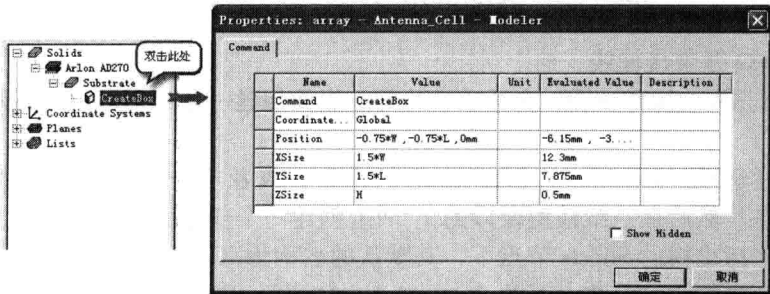 Properties: array - Antenna_Cell - Modeler
Command
Solids
Arlon AD270
Substrate
CreateBox
Coordinate Systems
Planes
Lists
双击此处
Name Value Unit Evaluated Value Description
Command CreateBox
Coordinate... Global
Position -0.75*W ,-0.75*L ,0mm -6.15mm , -3....
XSize 1.5*W 12.3mm
YSize 1.5*L 7.875mm
ZSize H 0.5mm
Show Hidden
确定 取消